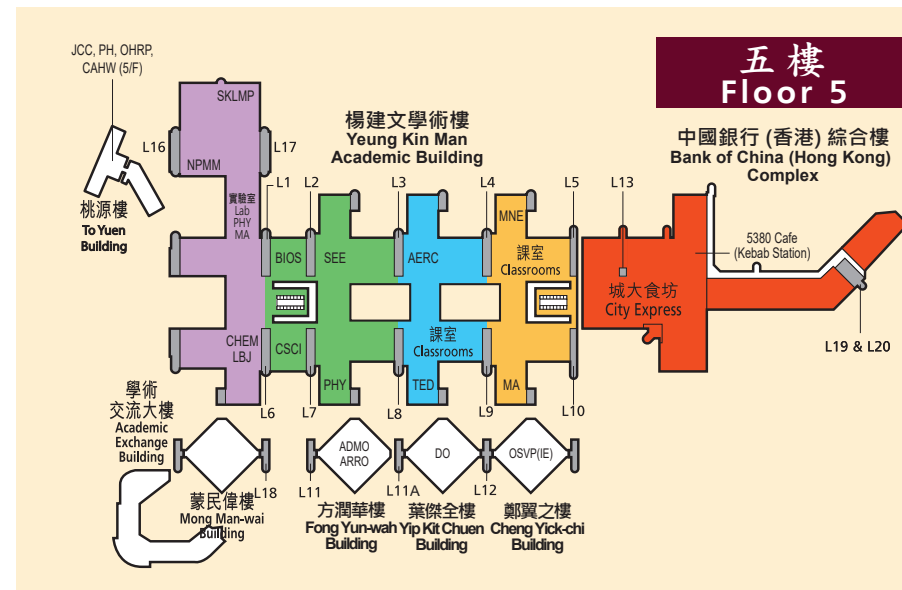 五樓
Floor 5
JCC, PH, OHRP,
CAHW (5/F)
桃源樓
To Yuen
Building
SKLMP
L16
L17
NPMM
實驗室
Lab
PHY
MA
楊建文學術樓
Yeung Kin Man
Academic Building
中國銀行 (香港) 綜合樓
Bank of China (Hong Kong)
Complex
L1
L2
L3
L4
L5
L13
BIOS
SEE
AERC
MNE
課室
Classrooms
5380 Cafe
(Kebab Station)
城大食坊
City Express
L19 & L20
CHEM
LBJ
CSCI
PHY
課室
Classrooms
TED
MA
L6
L7
L8
L9
L10
學術
交流大樓
Academic
Exchange
Building
ADMO
ARRO
DO
OSVP(IE)
L18
L11
L11A
L12
蒙民偉樓
Mong Man-wai
Building
方潤華樓
Fong Yun-wah
Building
葉傑全樓
Yip Kit Chuen
Building
鄭翼之樓
Cheng Yick-chi
Building